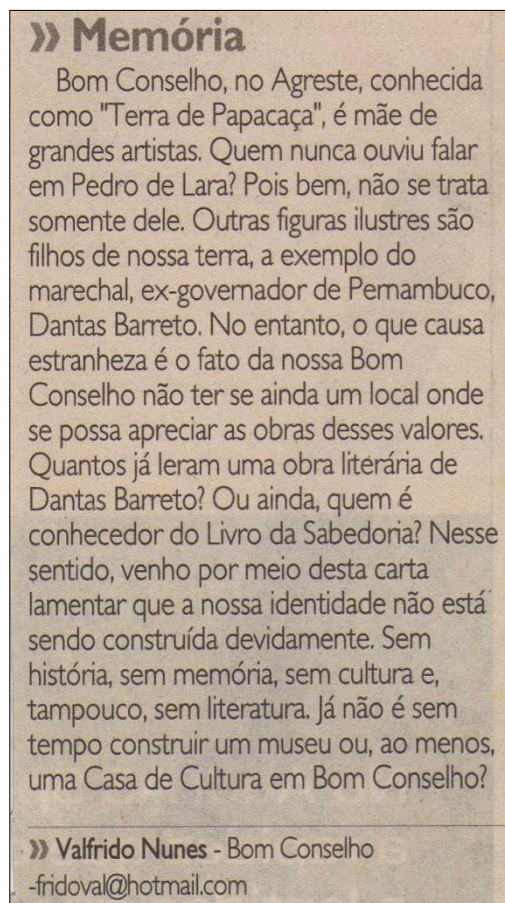 » Memória
Bom Conselho, no Agreste, conhecida
como "Terra de Papacaça", é mãe de
grandes artistas. Quem nunca ouviu falar
em Pedro de Lara? Pois bem, não se trata
somente dele. Outras figuras ilustres são
filhos de nossa terra, a exemplo do
marechal, ex-governador de Pernambuco,
Dantas Barreto. No entanto, o que causa
estranheza é o fato da nossa Bom
Conselho não ter se ainda um local onde
se possa apreciar as obras desses valores.
Quantos já leram uma obra literária de
Dantas Barreto? Ou ainda, quem é
conhecedor do Livro da Sabedoria? Nesse
sentido, venho por meio desta carta
lamentar que a nossa identidade não está
sendo construída devidamente. Sem
história, sem memória, sem cultura e,
tampouco, sem literatura. Já não é sem
tempo construir um museu ou, ao menos,
uma Casa de Cultura em Bom Conselho?
» Valfrido Nunes - Bom Conselho
-fridoval@hotmail.com